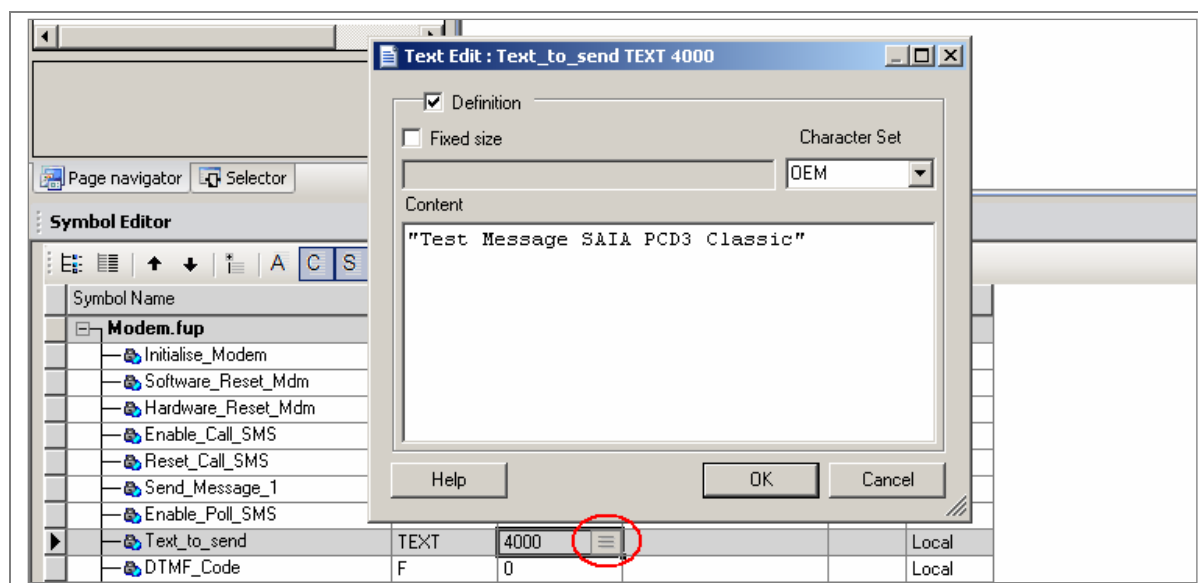 Text Edit : Text_to_send TEXT 4000
Definition
Fixed size
Character Set
OEM
Content
"Test Message SAIA PCD3 Classic"
Help
OK
Cancel
Page navigator
Selector
Symbol Editor
A C S
Symbol Name
Modem.fup
Initialise_Modem
Software_Reset_Mdm
Hardware_Reset_Mdm
Enable_Call_SMS
Reset_Call_SMS
Send_Message_1
Enable_Poll_SMS
Text_to_send TEXT 4000 Local
DTMF_Code F 0 Local